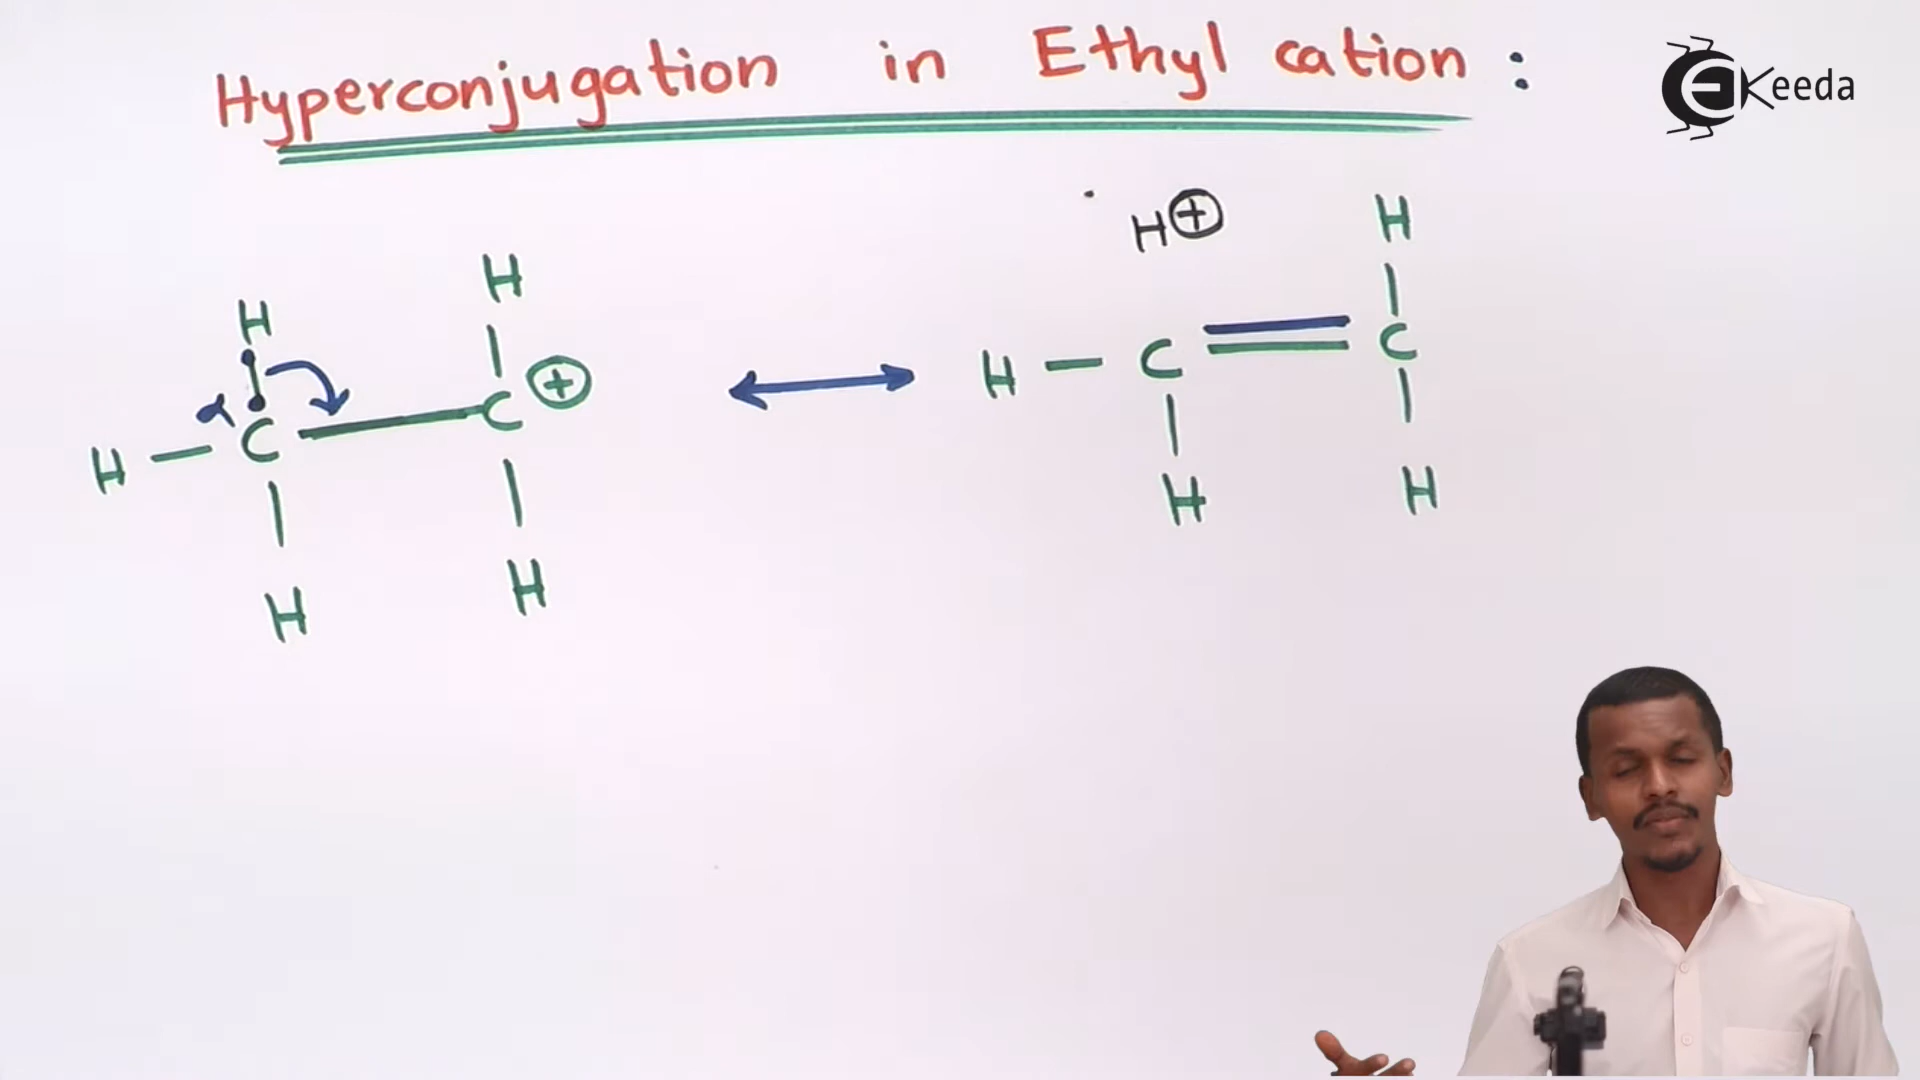 Hyperconjugation in Ethyl cation :
EKeeda
H⊕ H
H H
H — C — C⊕ ⟷ H — C = C
α
H H H H